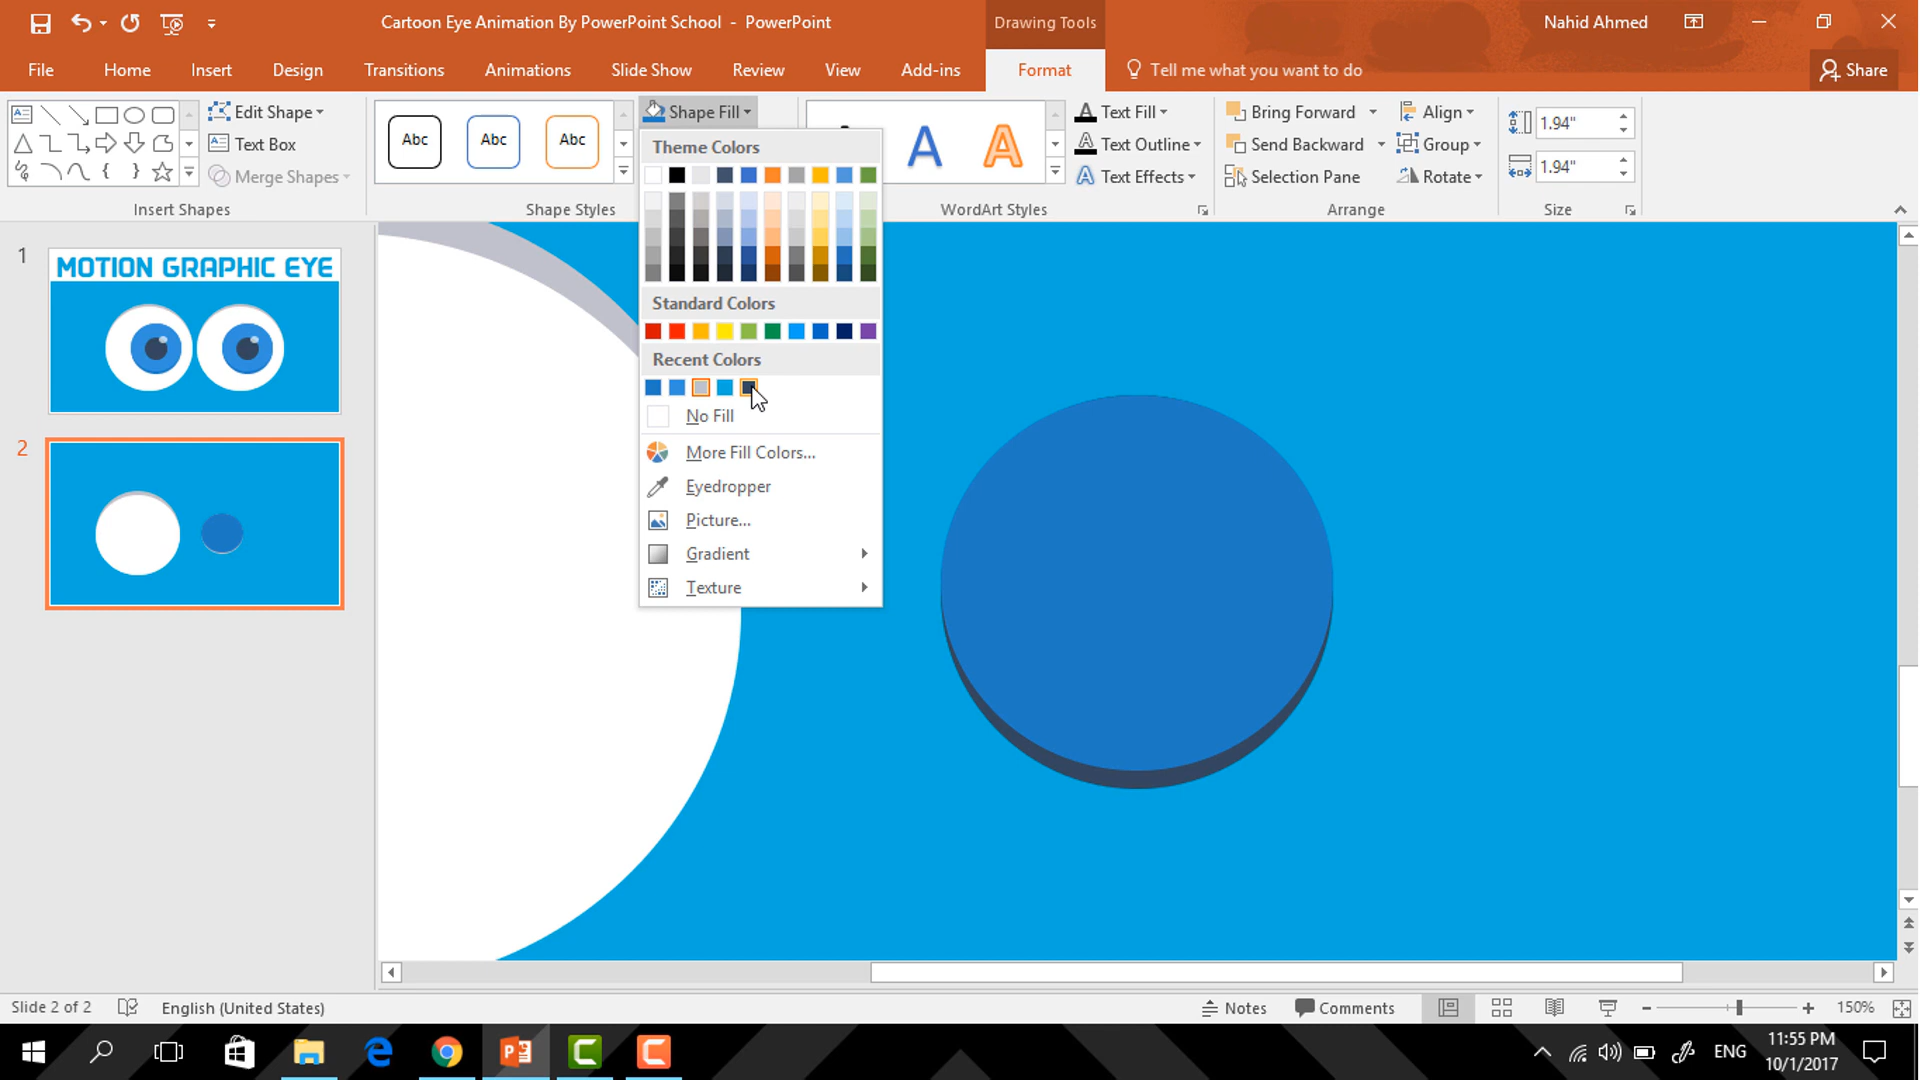 Cartoon Eye Animation By PowerPoint School - PowerPoint
Drawing Tools
Nahid Ahmed
File Home Insert Design Transitions Animations Slide Show Review View Add-ins Format Tell me what you want to do Share
Edit Shape
Text Box
Merge Shapes
Insert Shapes
Abc Abc Abc
Shape Styles
Shape Fill
A A
Text Fill
Text Outline
Text Effects
WordArt Styles
Bring Forward
Send Backward
Selection Pane
Align
Group
Rotate
Arrange
1.94"
1.94"
Size
Theme Colors
Standard Colors
Recent Colors
No Fill
More Fill Colors...
Eyedropper
Picture...
Gradient
Texture
1
MOTION GRAPHIC EYE
2
Slide 2 of 2 English (United States) Notes Comments 150%
ENG
11:55 PM
10/1/2017